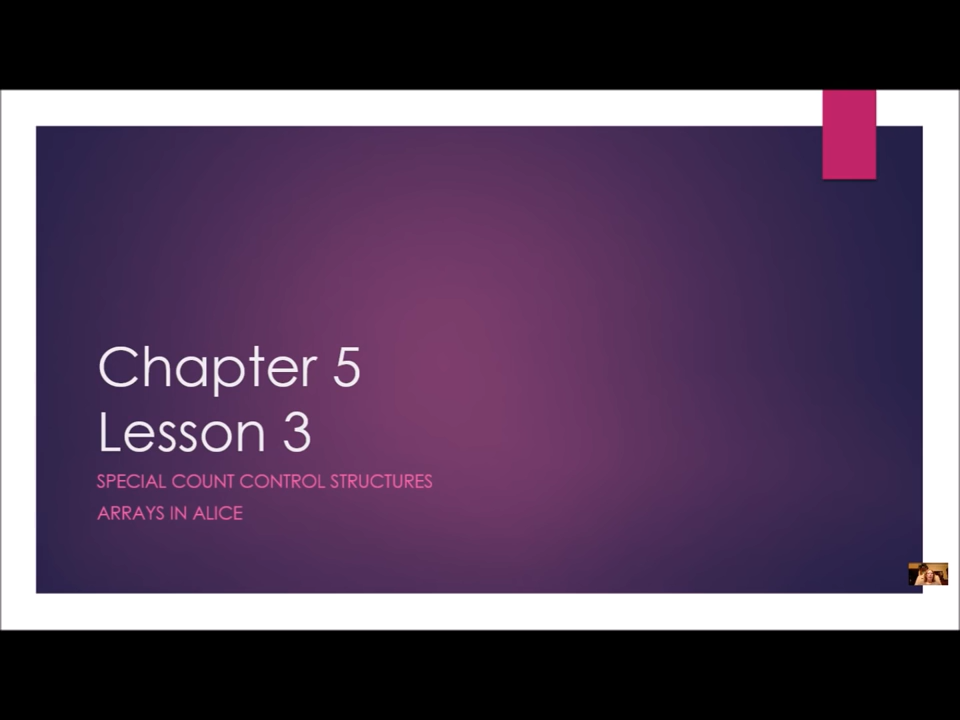 Chapter 5
Lesson 3
SPECIAL COUNT CONTROL STRUCTURES
ARRAYS IN ALICE